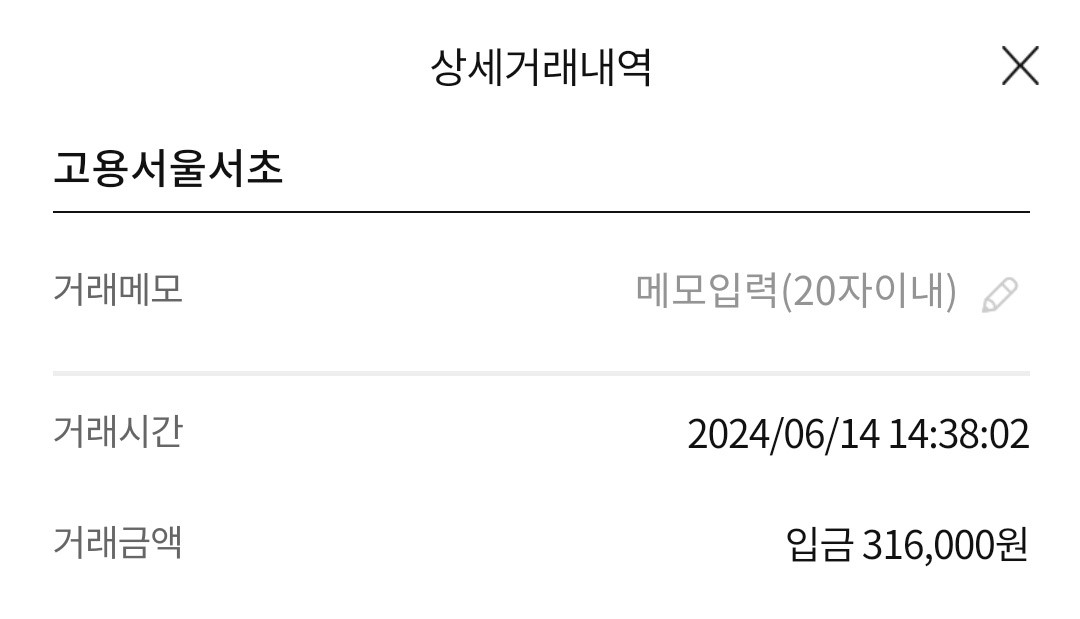 상세거래내역
고용서울서초
거래메모 메모입력(20자이내)
거래시간 2024/06/14 14:38:02
거래금액 입금 316,000원